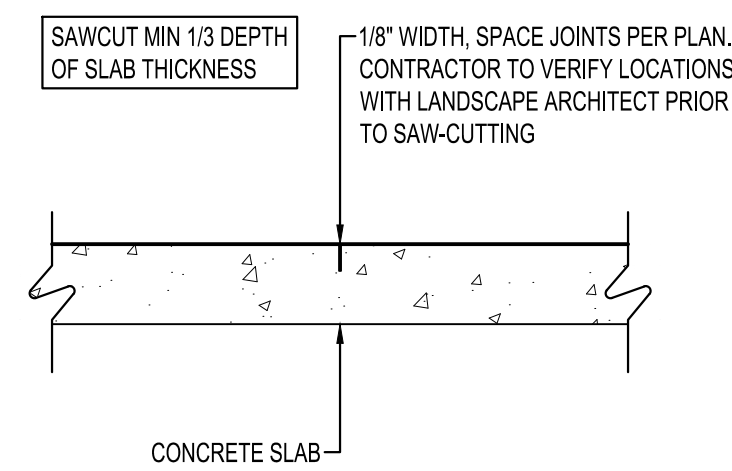 SAWCUT MIN 1/3 DEPTH
OF SLAB THICKNESS
1/8" WIDTH, SPACE JOINTS PER PLAN.
CONTRACTOR TO VERIFY LOCATIONS
WITH LANDSCAPE ARCHITECT PRIOR
TO SAW-CUTTING
CONCRETE SLAB